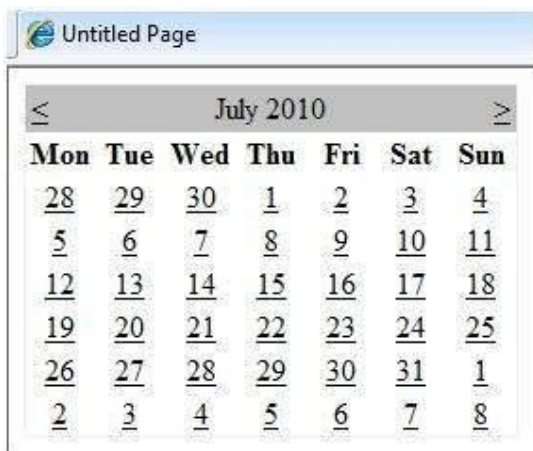 Untitled Page
< July 2010 >
Mon Tue Wed Thu Fri Sat Sun
28 29 30 1 2 3 4
5 6 7 8 9 10 11
12 13 14 15 16 17 18
19 20 21 22 23 24 25
26 27 28 29 30 31 1
2 3 4 5 6 7 8